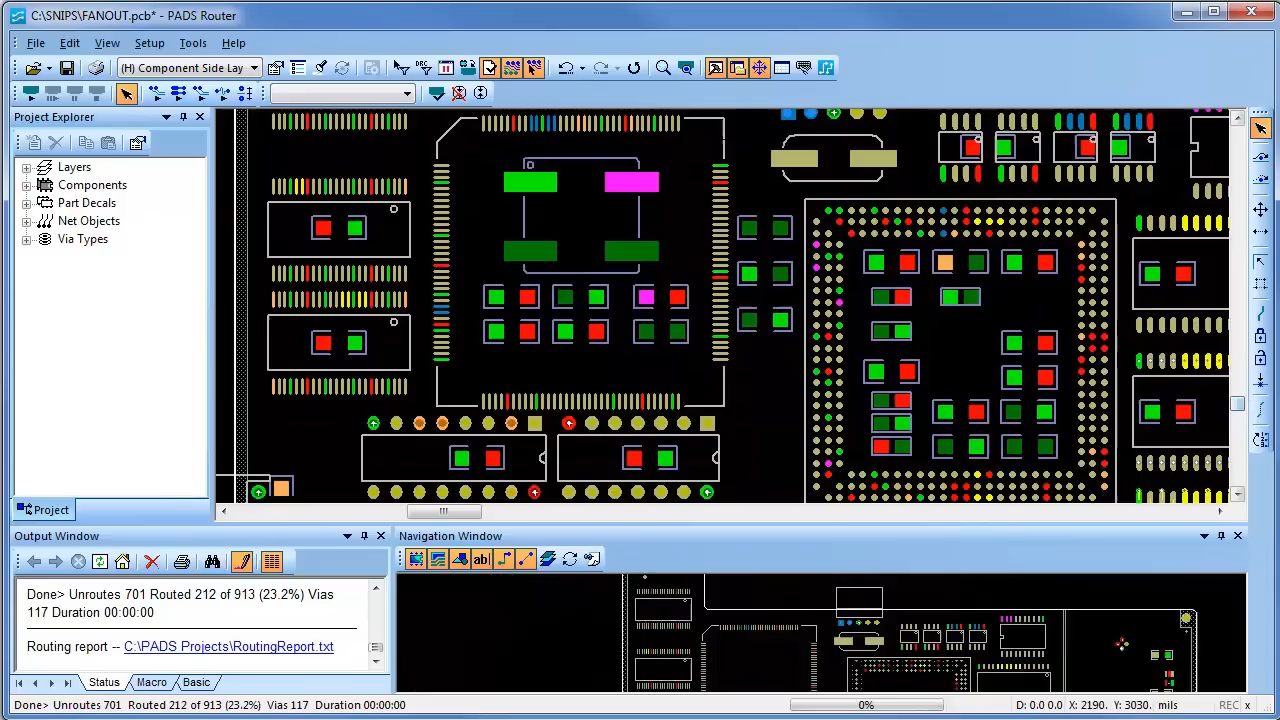 C:\SNIPS\FANOUT.pcb* - PADS Router
File Edit View Setup Tools Help
(H) Component Side Lay
DRC
Project Explorer
Layers
Components
Part Decals
Net Objects
Via Types
Project
Output Window
Navigation Window
ab|
Done> Unroutes 701 Routed 212 of 913 (23.2%) Vias
117 Duration 00:00:00
Routing report -- C:\PADS Projects\RoutingReport.txt
Status Macro Basic
Done> Unroutes 701 Routed 212 of 913 (23.2%) Vias 117 Duration 00:00:00 0% D: 0.0 0.0 X: 2190. Y: 3030. mils REC x